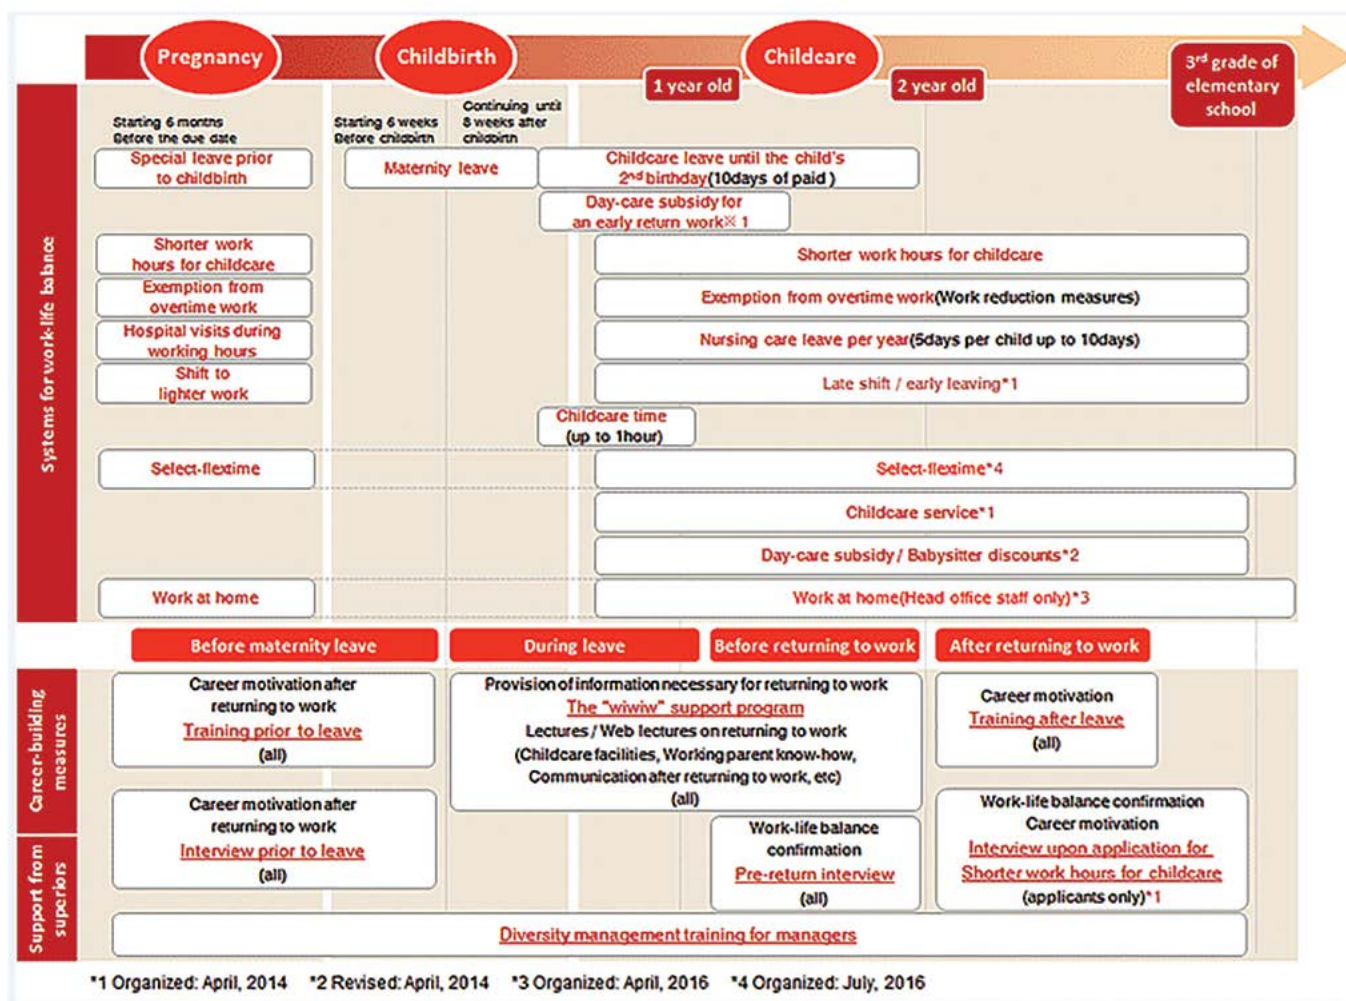 Pregnancy
Childbirth
Childcare
1 year old
2 year old
3rd grade of
elementary
school
Systems for work-life balance
Starting 6 months
Before the due date
Starting 6 weeks
Before childbirth
Continuing until
8 weeks after
childbirth
Special leave prior
to childbirth
Maternity leave
Childcare leave until the child's
2nd birthday(10days of paid )
Day-care subsidy for
an early return work※ 1
Shorter work
hours for childcare
Shorter work hours for childcare
Exemption from
overtime work
Exemption from overtime work(Work reduction measures)
Hospital visits during
working hours
Nursing care leave per year(5days per child up to 10days)
Shift to
lighter work
Late shift / early leaving*1
Childcare time
(up to 1hour)
Select-flextime
Select-flextime*4
Childcare service*1
Day-care subsidy / Babysitter discounts*2
Work at home
Work at home(Head office staff only)*3
Before maternity leave
During leave
Before returning to work
After returning to work
Career-building
measures
Career motivation after
returning to work
Training prior to leave
(all)
Provision of information necessary for returning to work
The "wiwiw" support program
Lectures / Web lectures on returning to work
(Childcare facilities, Working parent know-how,
Communication after returning to work, etc)
(all)
Career motivation
Training after leave
(all)
Support from
superiors
Career motivation after
returning to work
Interview prior to leave
(all)
Work-life balance
confirmation
Pre-return interview
(all)
Work-life balance confirmation
Career motivation
Interview upon application for
Shorter work hours for childcare
(applicants only)*1
Diversity management training for managers
*1 Organized: April, 2014 *2 Revised: April, 2014 *3 Organized: April, 2016 *4 Organized: July, 2016